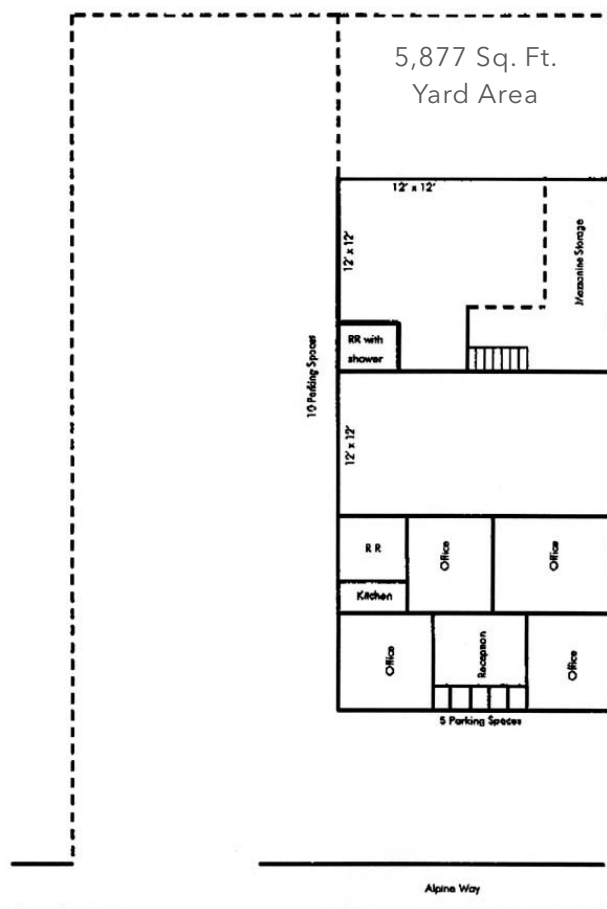 5,877 Sq. Ft.
Yard Area
12' x 12'
12' x 12'
Mezzanine Storage
RR with
shower
10 Parking Spaces
12' x 12'
R R
Office
Office
Kitchen
Office
Reception
Office
5 Parking Spaces
Alpine Way